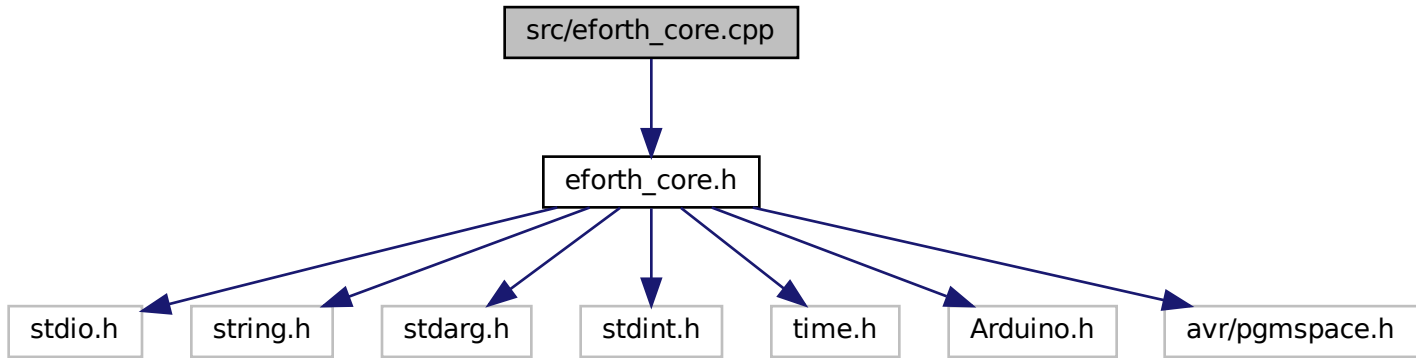 src/eforth_core.cpp
eforth_core.h
stdio.h
string.h
stdarg.h
stdint.h
time.h
Arduino.h
avr/pgmspace.h